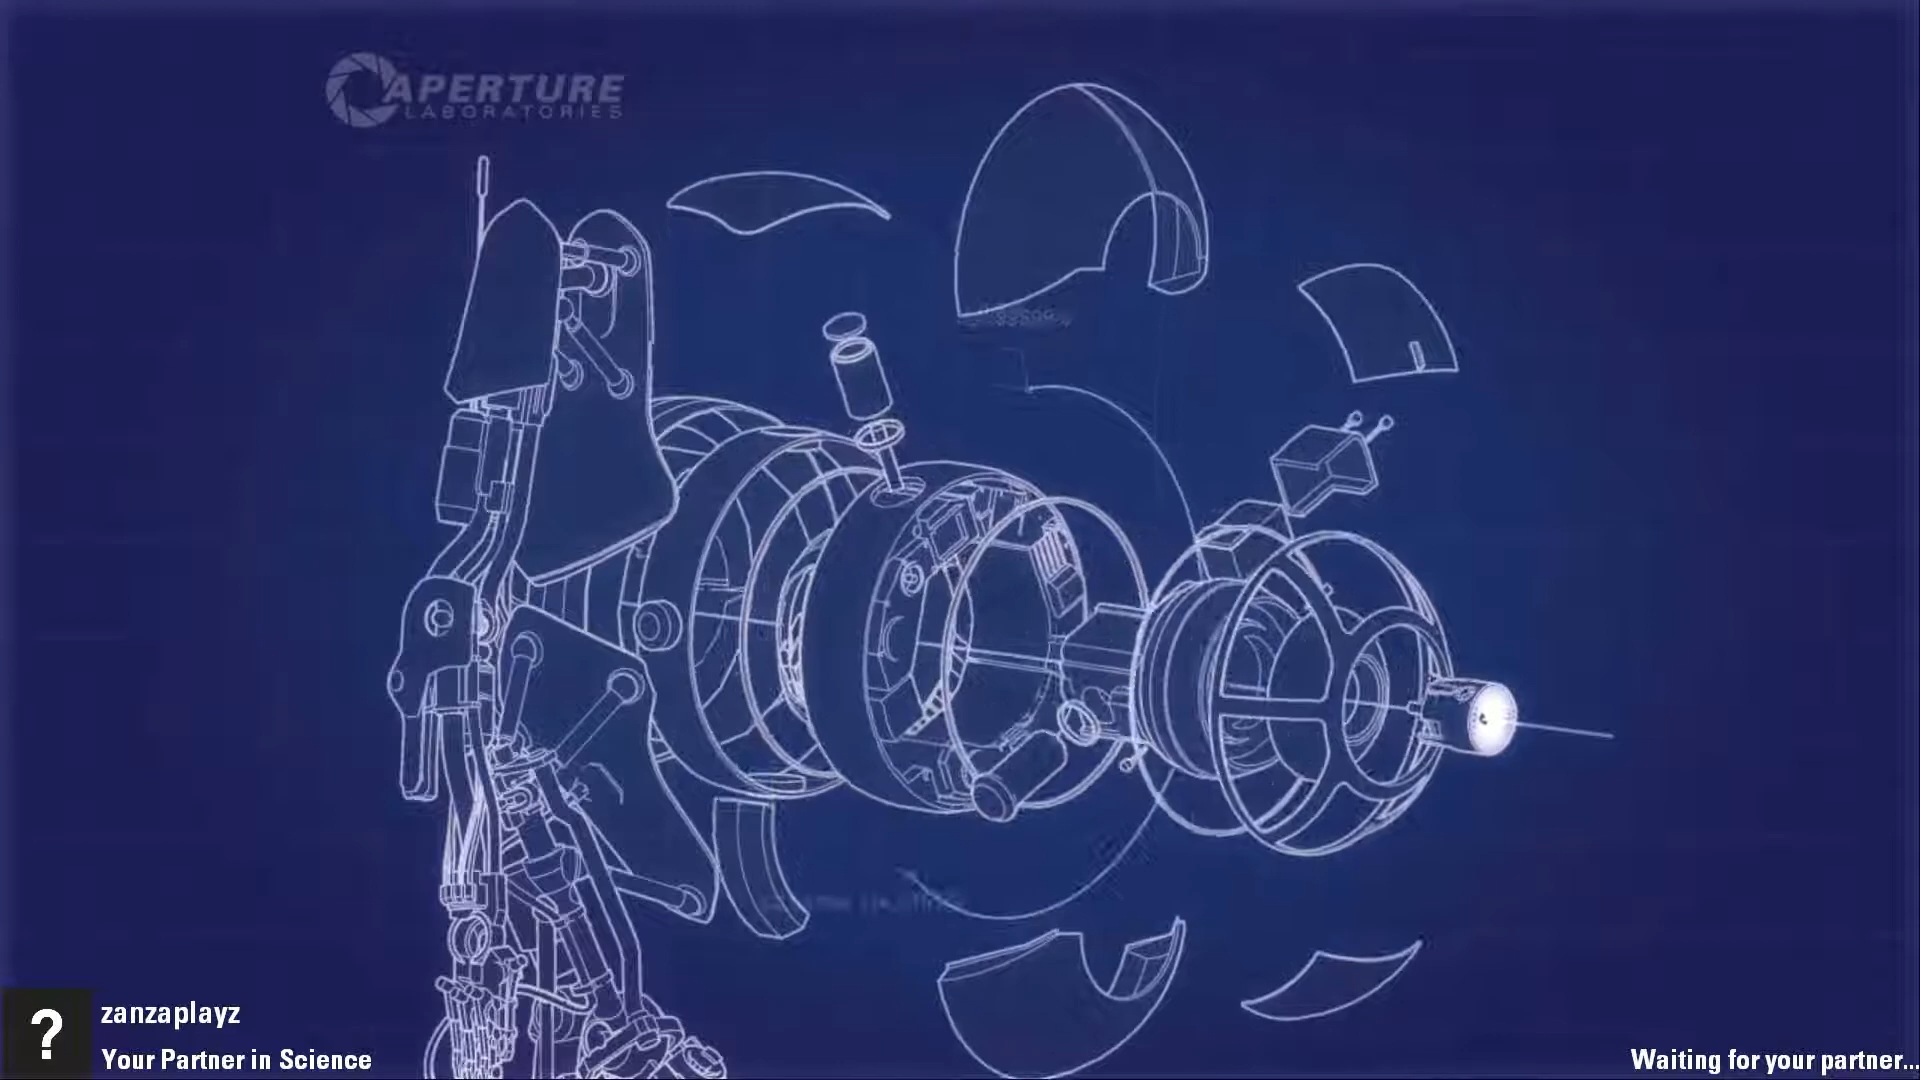 APERTURE
LABORATORIES
?
zanzaplayz
Your Partner in Science
Waiting for your partner...